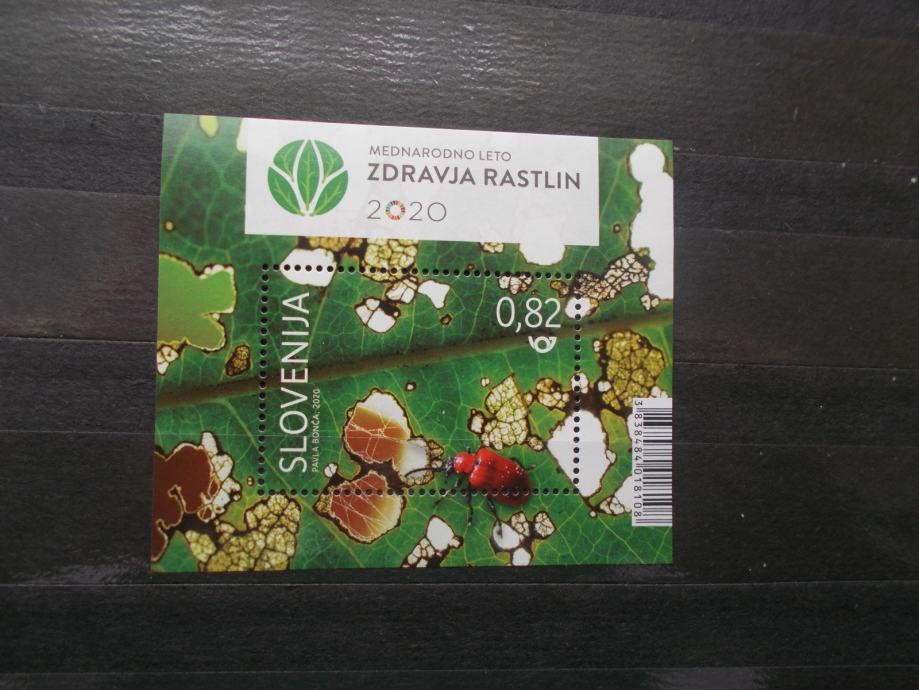 MEDNARODNO LETO
ZDRAVJA RASTLIN
2020
0,82
SLOVENIJA
PAVLA BONČA, 2020
3838484018108